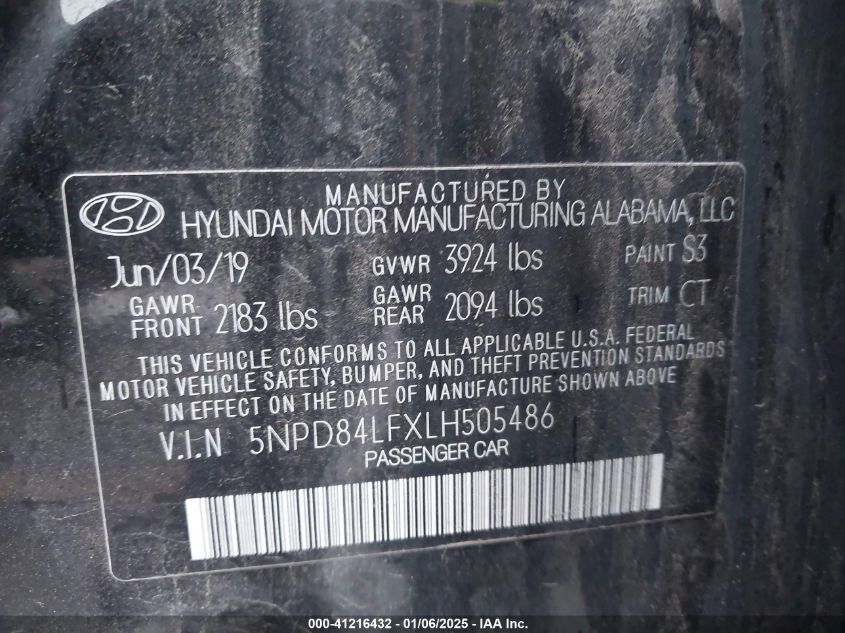 MANUFACTURED BY
HYUNDAI MOTOR MANUFACTURING ALABAMA, LLC
Jun/03/19 GVWR 3924 lbs PAINT S3
GAWR FRONT 2183 lbs GAWR REAR 2094 lbs TRIM CT
THIS VEHICLE CONFORMS TO ALL APPLICABLE U.S.A. FEDERAL
MOTOR VEHICLE SAFETY, BUMPER, AND THEFT PREVENTION STANDARDS
IN EFFECT ON THE DATE OF MANUFACTURE SHOWN ABOVE
V.I.N 5NPD84LFXLH505486
PASSENGER CAR
000-41216432 - 01/06/2025 - IAA Inc.